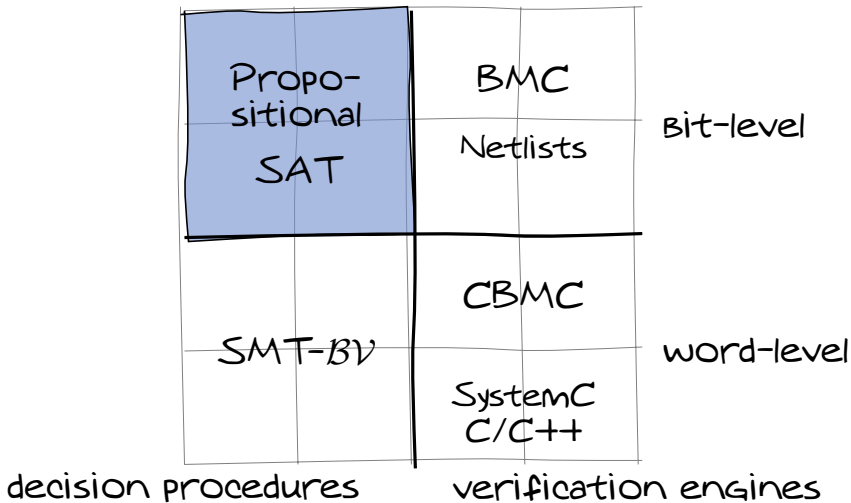 Propo-
sitional
SAT
BMC
Netlists
Bit-level
SMT-BV
CBMC
SystemC
C/C++
word-level
decision procedures
verification engines